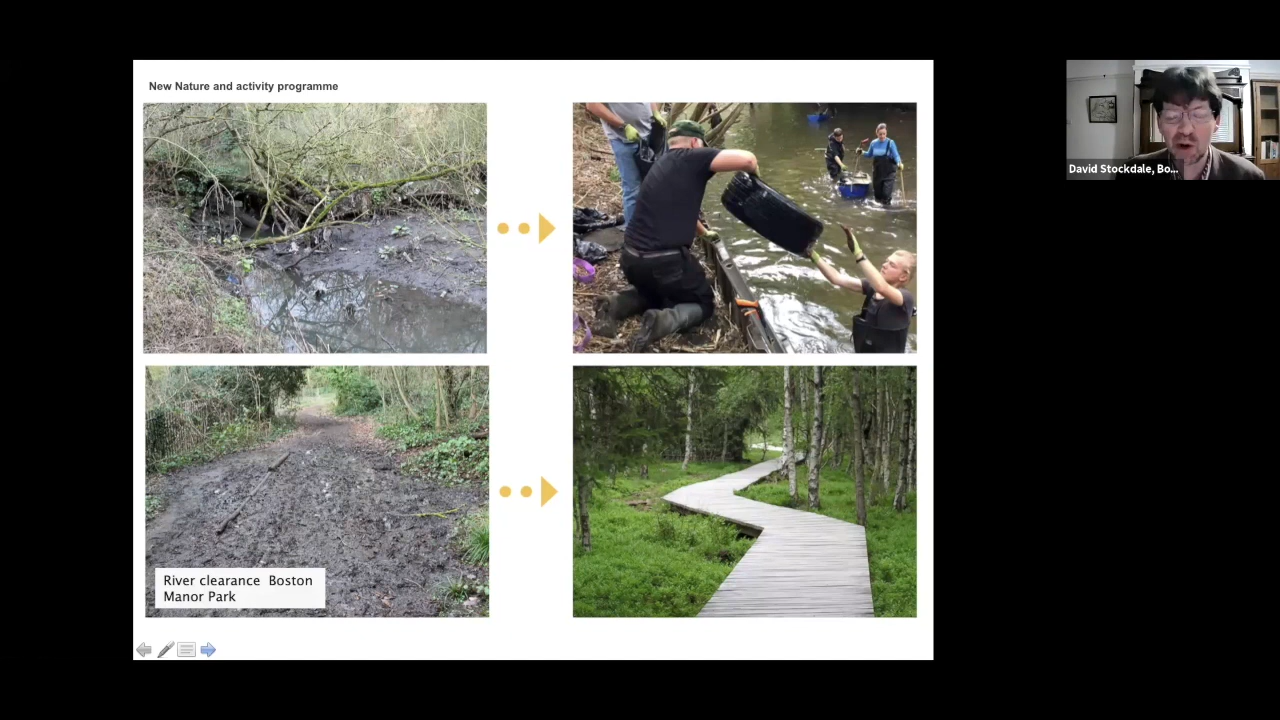 New Nature and activity programme
David Stockdale, Bo...
River clearance  Boston
Manor Park